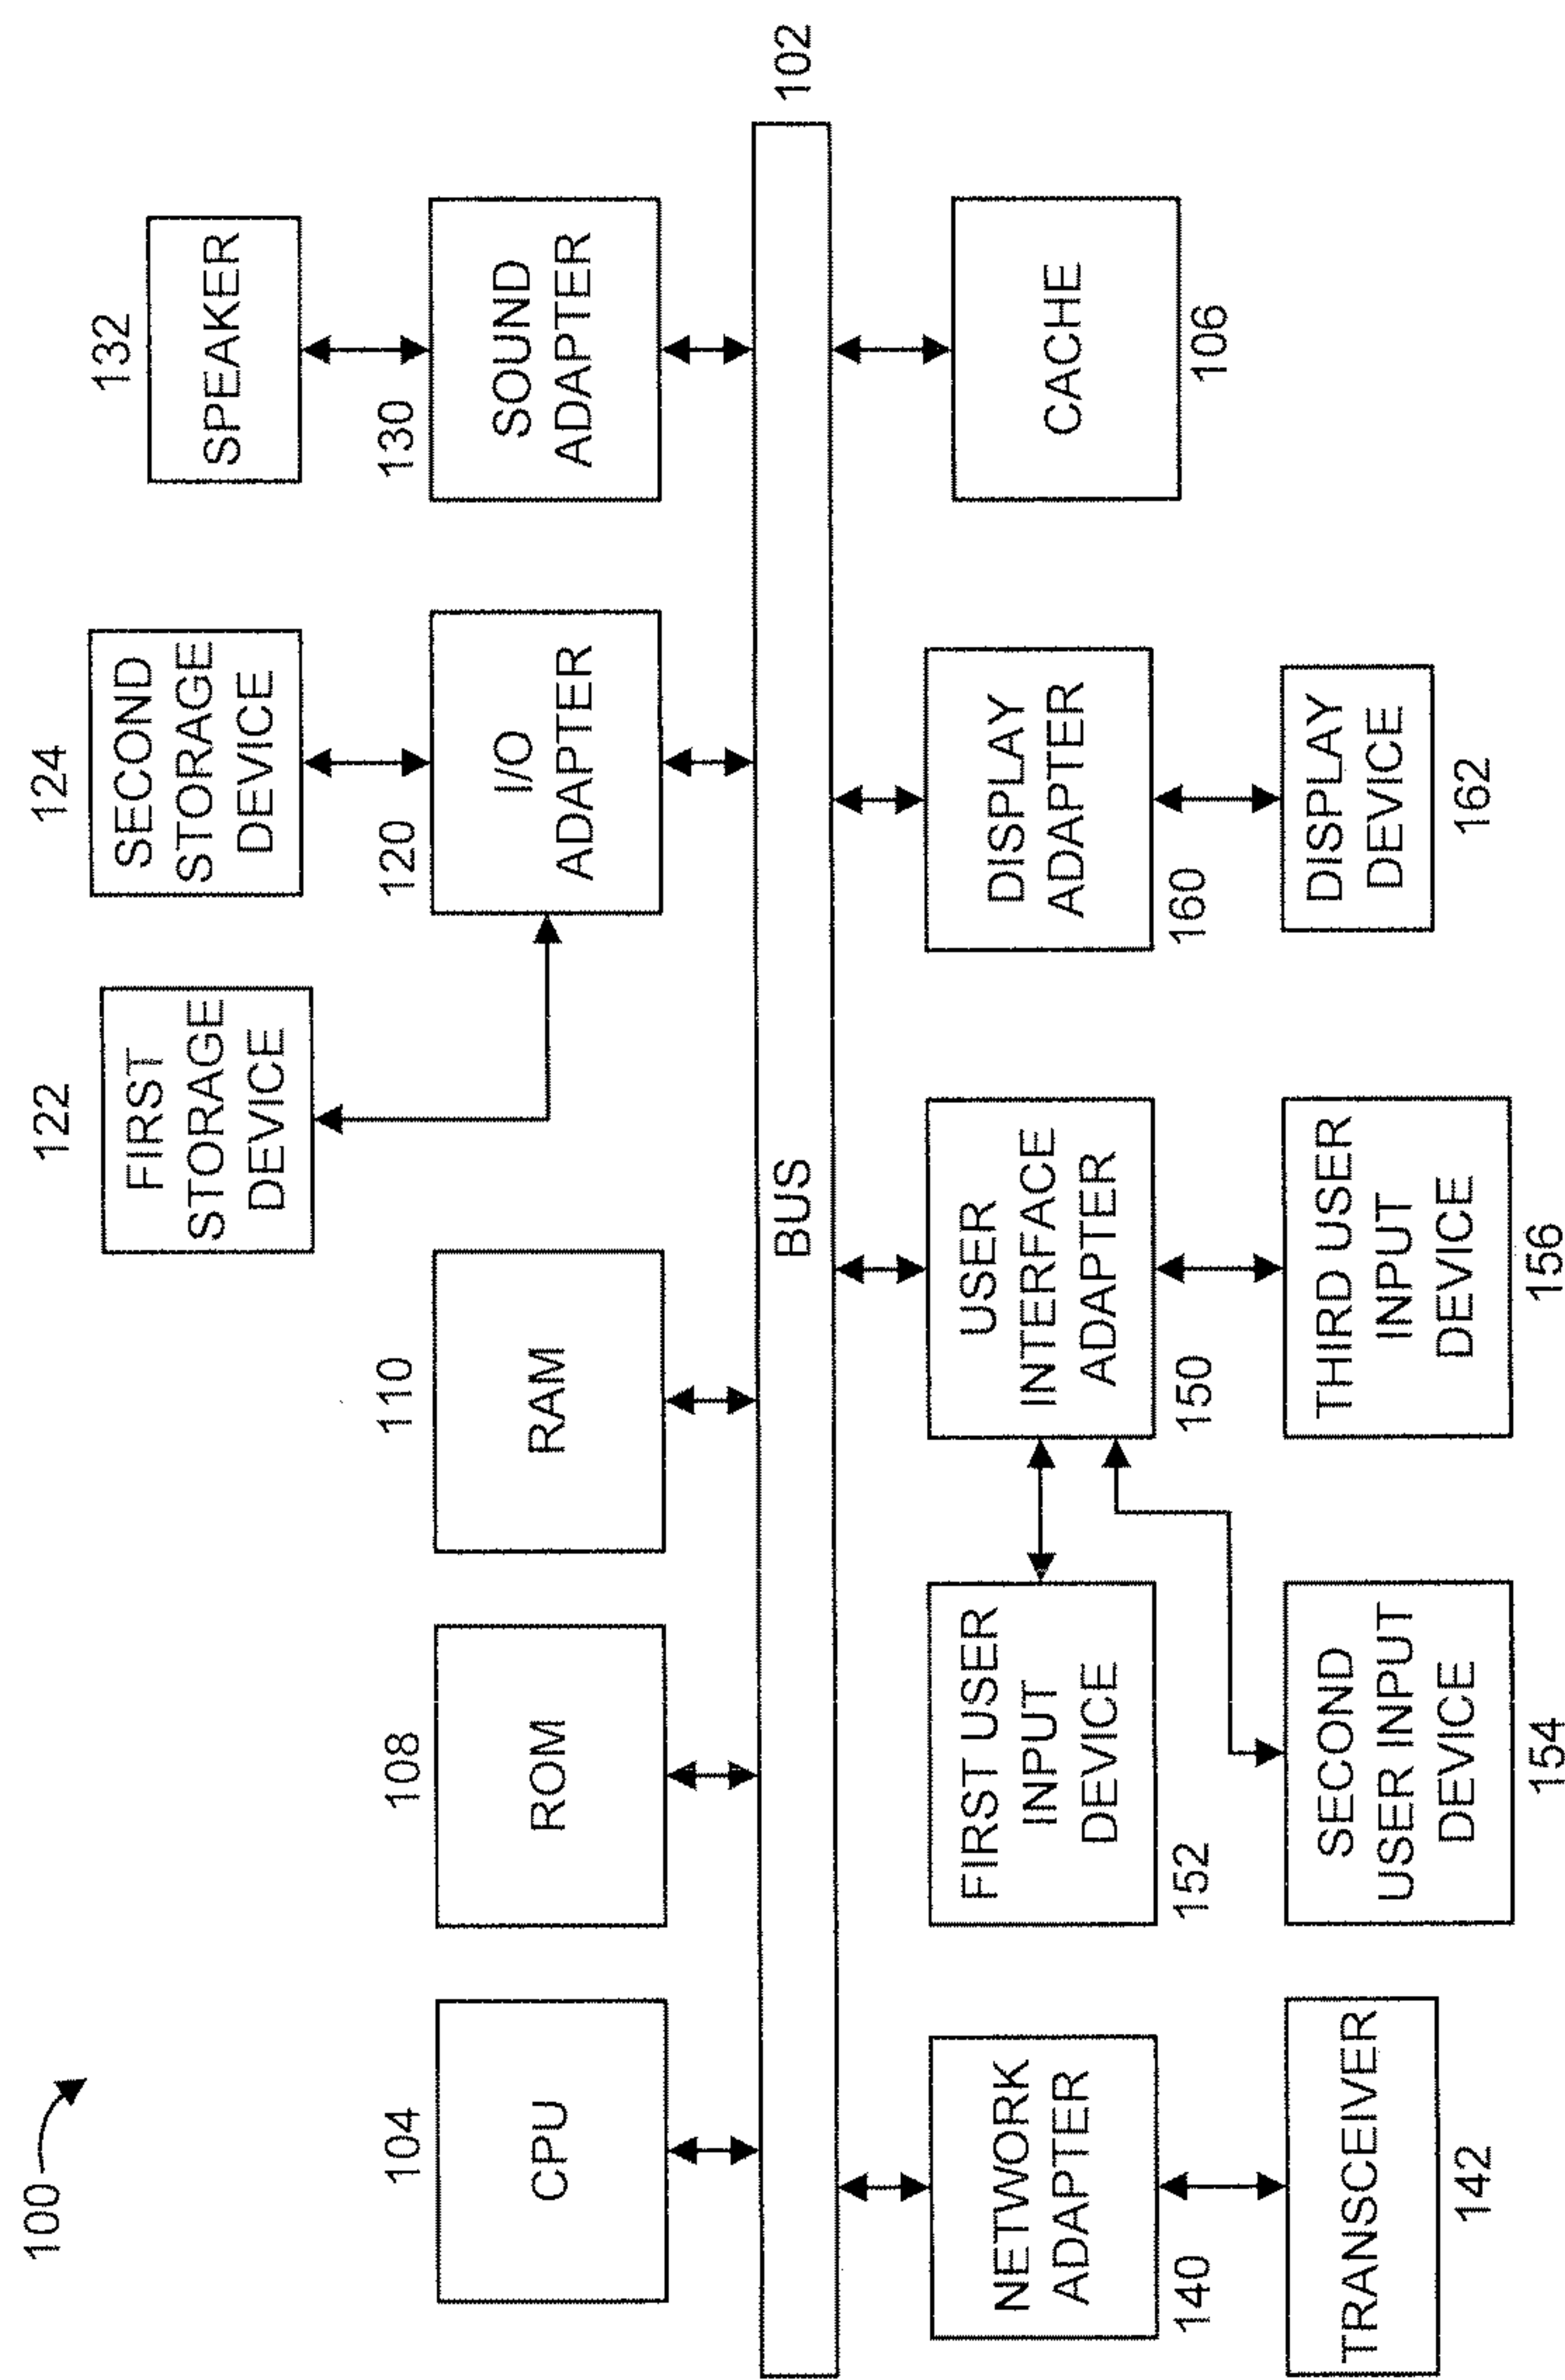 100
104
CPU
108
ROM
110
RAM
122
FIRST
STORAGE
DEVICE
124
SECOND
STORAGE
DEVICE
120
I/O
ADAPTER
132
SPEAKER
130
SOUND
ADAPTER
BUS
102
NETWORK
ADAPTER
140
TRANSCEIVER
142
FIRST USER
INPUT
DEVICE
152
SECOND
USER INPUT
DEVICE
154
USER
INTERFACE
ADAPTER
150
THIRD USER
INPUT
DEVICE
156
DISPLAY
ADAPTER
160
DISPLAY
DEVICE
162
CACHE
106